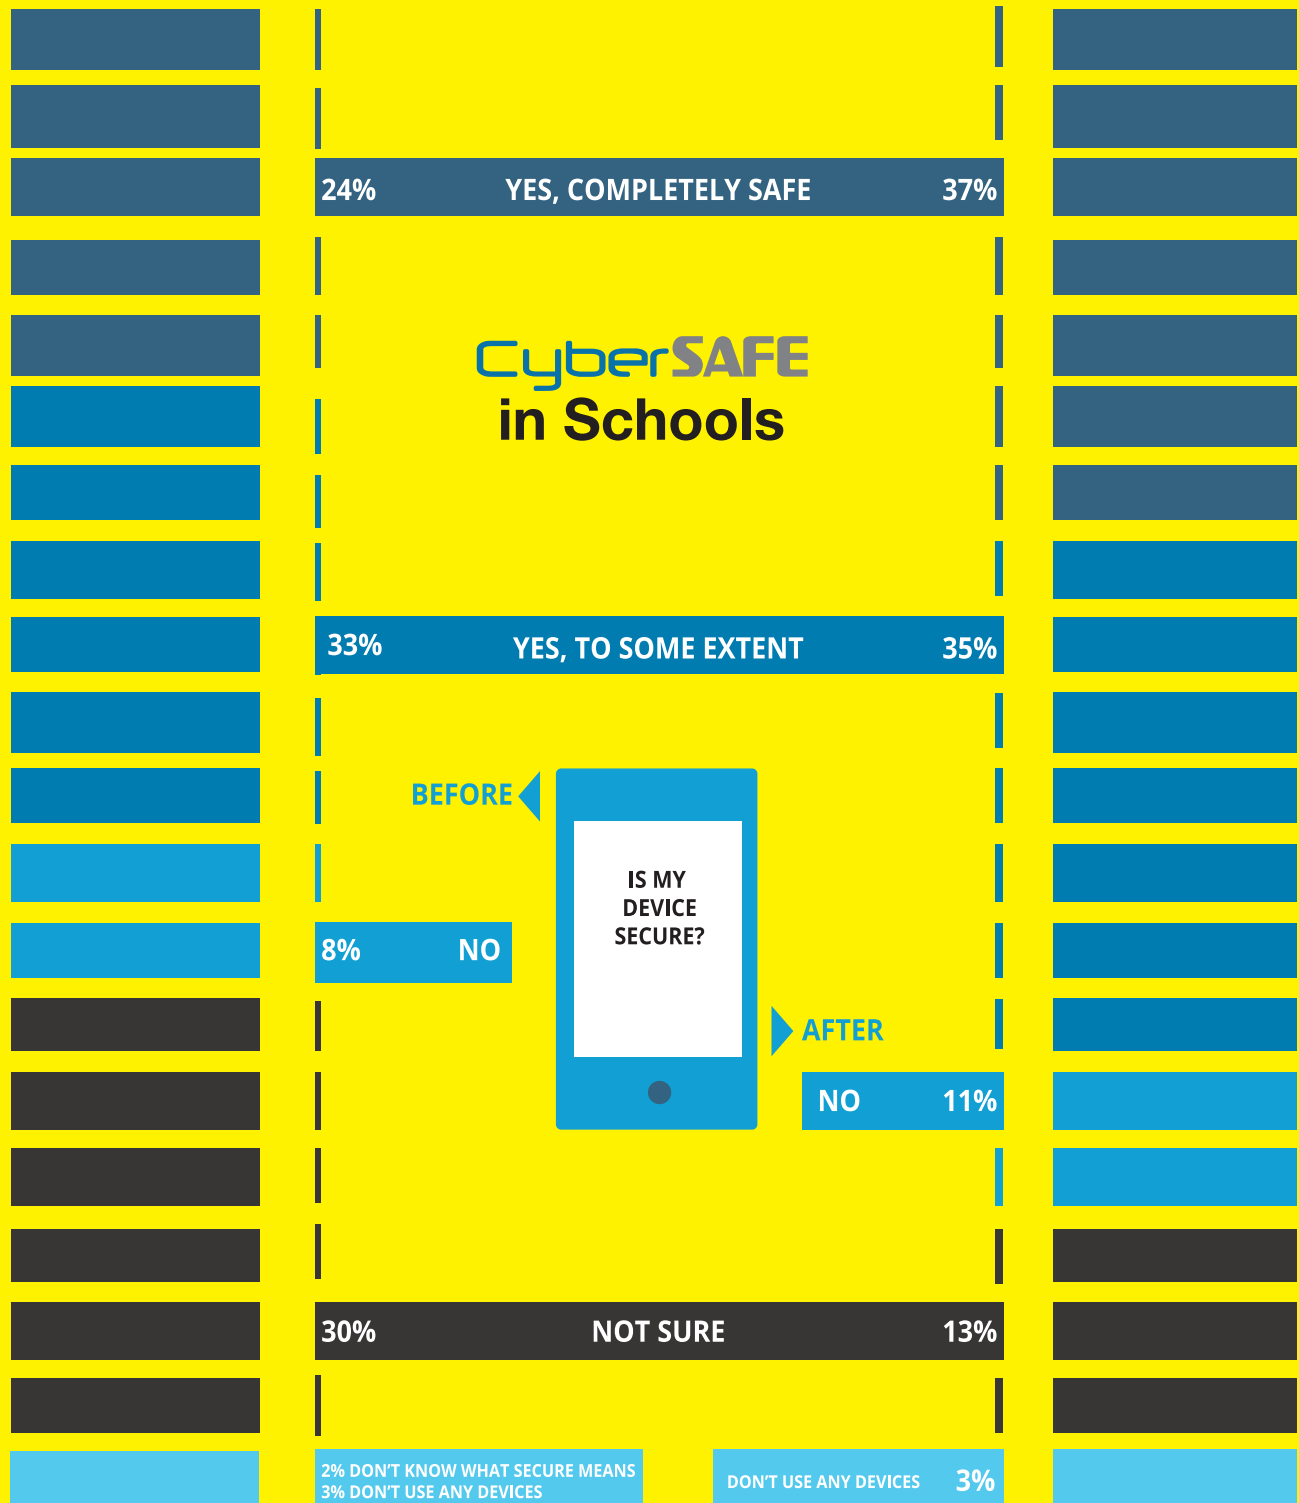 24% YES, COMPLETELY SAFE 37%
CyberSAFE
in Schools
33% YES, TO SOME EXTENT 35%
BEFORE
IS MY
DEVICE
SECURE?
8% NO
AFTER
NO 11%
30% NOT SURE 13%
2% DON'T KNOW WHAT SECURE MEANS
3% DON'T USE ANY DEVICES
DON'T USE ANY DEVICES 3%